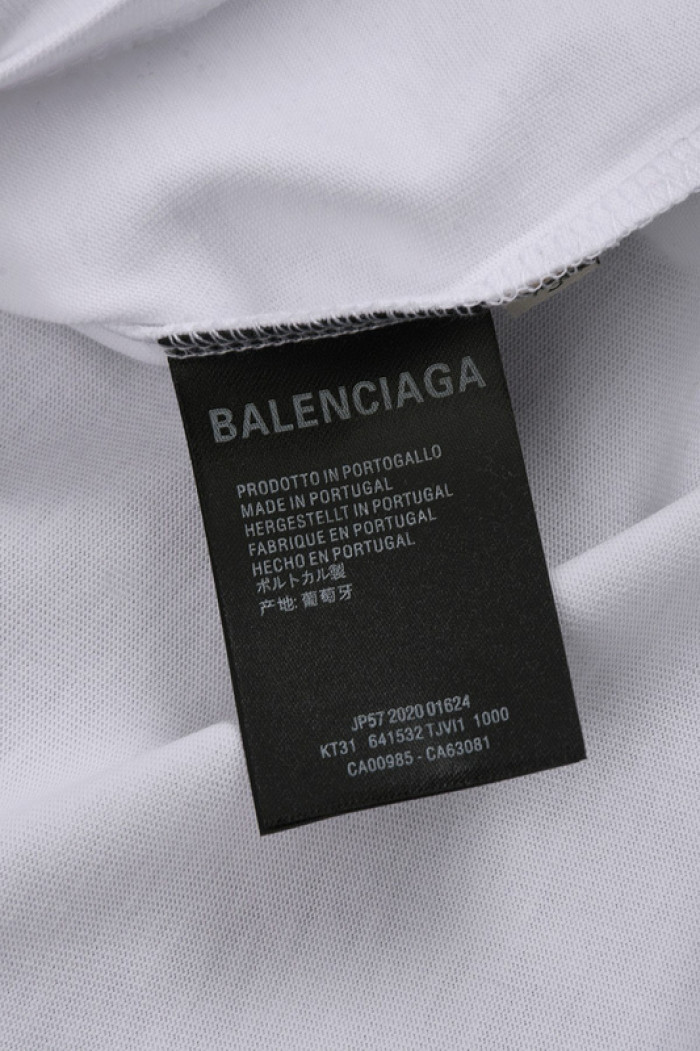 BALENCIAGA
PRODOTTO IN PORTOGALLO
MADE IN PORTUGAL
HERGESTELLT IN PORTUGAL
FABRIQUE EN PORTUGAL
HECHO EN PORTUGAL
ポルトカル製
产地: 葡萄牙
JP57 2020 01624
KT31 641532 TJVI1 1000
CA00985 - CA63081